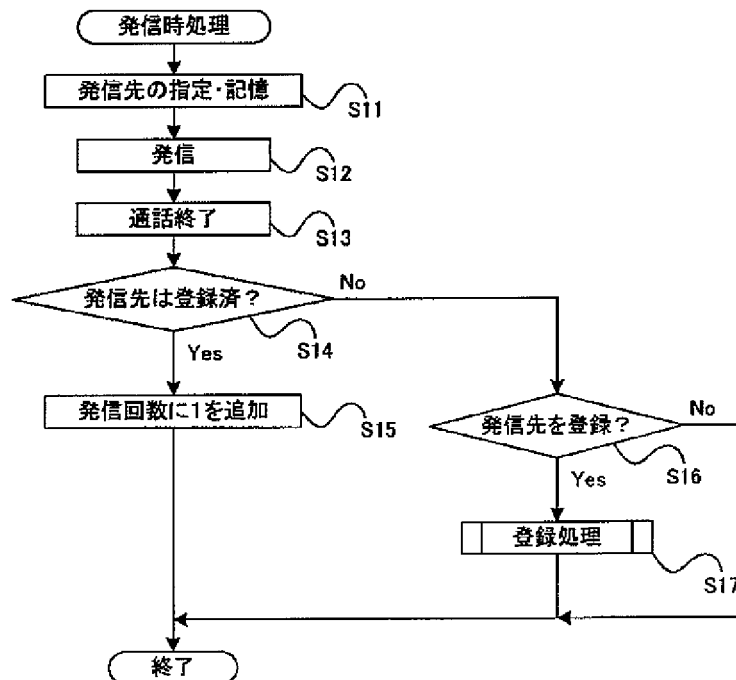 発信時処理
発信先の指定・記憶
S11
発信
S12
通話終了
S13
発信先は登録済?
No
S14
Yes
発信回数に1を追加
S15
発信先を登録?
No
S16
Yes
登録処理
S17
終了